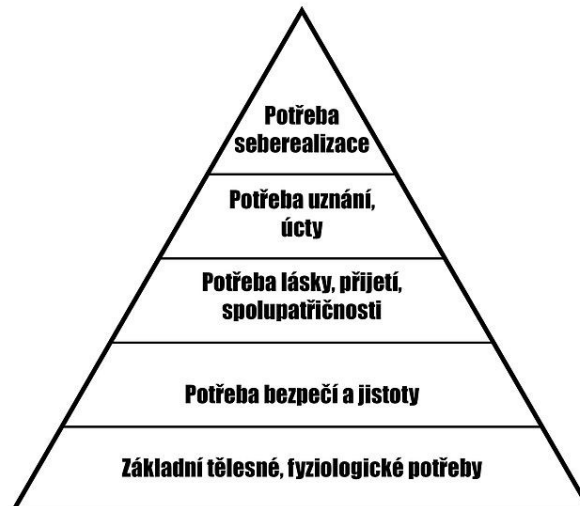 Potřeba
seberealizace
Potřeba uznání,
úcty
Potřeba lásky, přijetí,
spolupatřičnosti
Potřeba bezpečí a jistoty
Základní tělesné, fyziologické potřeby